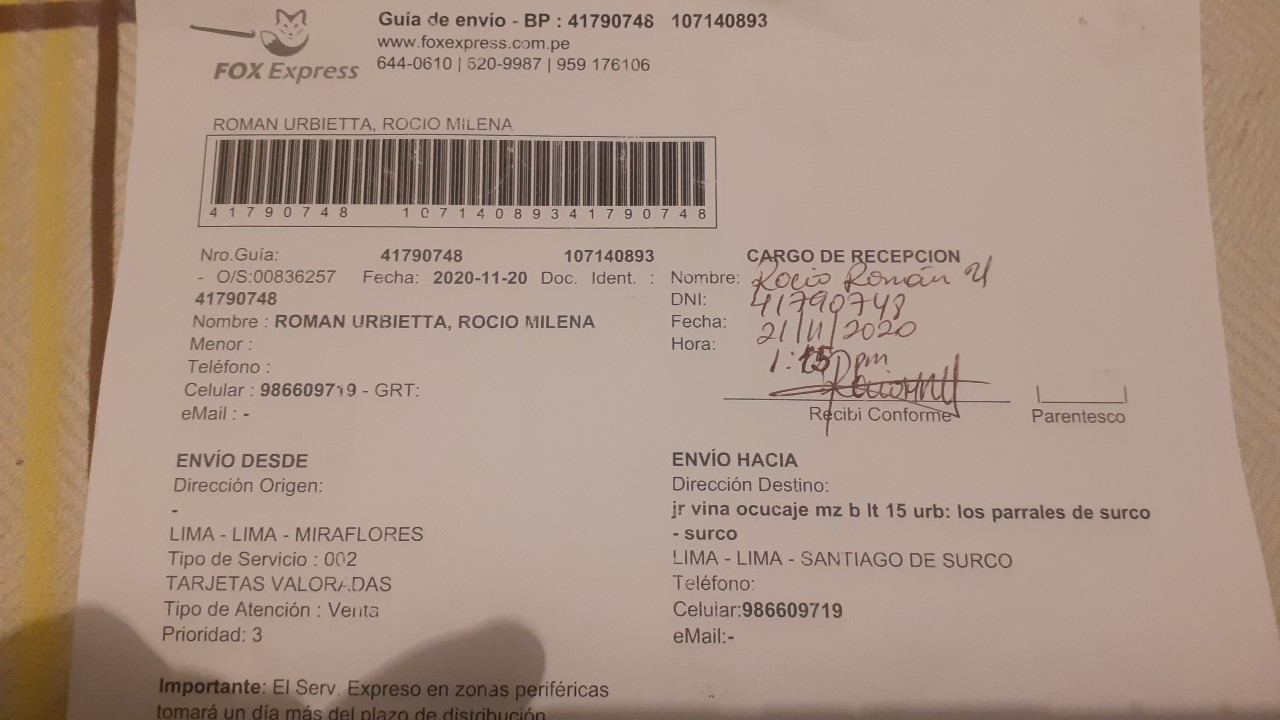 FOX Express
Guía de envío - BP : 41790748 107140893
www.foxexpress.com.pe
644-0610 | 620-9987 | 959 176106
ROMAN URBIETTA, ROCIO MILENA
41790748 10714089341790748
Nro.Guía: 41790748 107140893
- O/S:00836257 Fecha: 2020-11-20 Doc. Ident. :
41790748
Nombre : ROMAN URBIETTA, ROCIO MILENA
Menor :
Teléfono :
Celular : 986609719 - GRT:
eMail : -
CARGO DE RECEPCION
Nombre: Rocio Román U
DNI: 41790748
Fecha: 21/11/2020
Hora: 1:15 pm
Recibi Conforme
Parentesco
ENVÍO DESDE
Dirección Origen:
-
LIMA - LIMA - MIRAFLORES
Tipo de Servicio : 002
TARJETAS VALORADAS
Tipo de Atención : Venta
Prioridad: 3
ENVÍO HACIA
Dirección Destino:
jr vina ocucaje mz b lt 15 urb: los parrales de surco
- surco
LIMA - LIMA - SANTIAGO DE SURCO
Teléfono:
Celular:986609719
eMail:-
Importante: El Serv. Expreso en zonas periféricas
tomará un día más del plazo de distribución